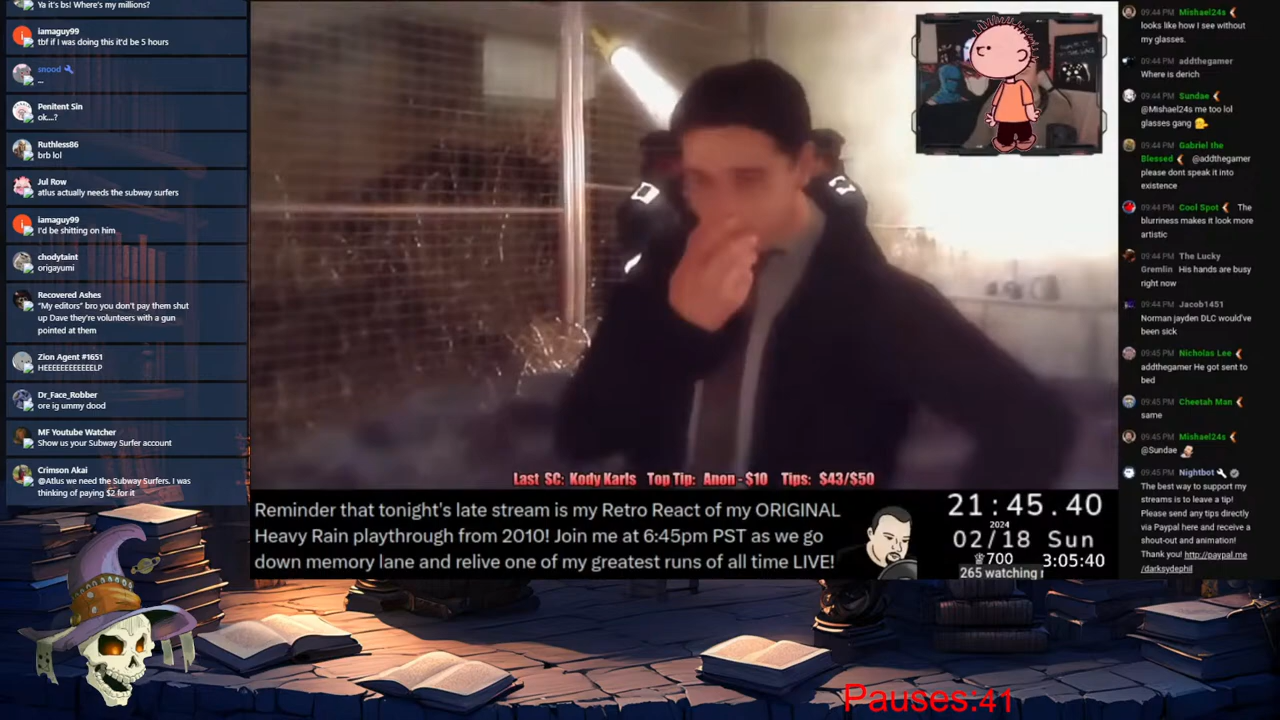 Ya it's bs! Where's my millions?
iamaguy99
tbf if I was doing this it'd be 5 hours
snood
...
Penitent Sin
ok....?
Ruthless86
brb lol
Jul Row
atlus actually needs the subway surfers
iamaguy99
I'd be shitting on him
chodytaint
origayumi
Recovered Ashes
"My editors" bro you don't pay them shut
up Dave they're volunteers with a gun
pointed at them
Zion Agent #1651
HEEEEEEEEEEELP
Dr_Face_Robber
ore ig ummy dood
MF Youtube Watcher
Show us your Subway Surfer account
Crimson Akai
@Atlus we need the Subway Surfers. I was
thinking of paying $2 for it
Last SC: Kody Karls Top Tip: Anon - $10 Tips: $43/$50
Reminder that tonight's late stream is my Retro React of my ORIGINAL
Heavy Rain playthrough from 2010! Join me at 6:45pm PST as we go
down memory lane and relive one of my greatest runs of all time LIVE!
21:45.40
2024
02/18 Sun
700
3:05:40
265 watching
09:44 PM Mishael24s
looks like how I see without
my glasses.
09:44 PM addthegamer
Where is derich
09:44 PM Sundae
@Mishael24s me too lol
glasses gang
09:44 PM Gabriel the
Blessed @addthegamer
please dont speak it into
existence
09:44 PM Cool Spot The
blurriness makes it look more
artistic
09:44 PM The Lucky
Gremlin His hands are busy
right now
09:44 PM Jacob1451
Norman jayden DLC would've
been sick
09:45 PM Nicholas Lee
addthegamer He got sent to
bed
09:45 PM Cheetah Man
same
09:45 PM Mishael24s
@Sundae
09:45 PM Nightbot
The best way to support my
streams is to leave a tip!
Please send any tips directly
via Paypal here and receive a
shout-out and animation!
Thank you! http://paypal.me
/darksydephil
Pauses:41